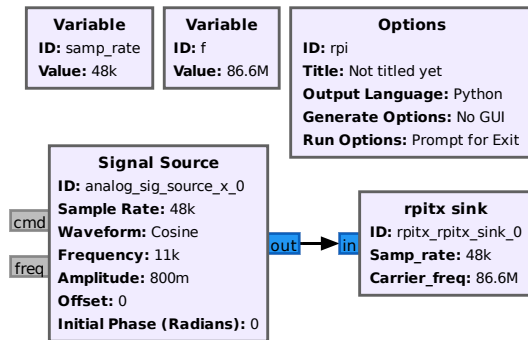 Variable
ID: samp_rate
Value: 48k
Variable
ID: f
Value: 86.6M
Options
ID: rpi
Title: Not titled yet
Output Language: Python
Generate Options: No GUI
Run Options: Prompt for Exit
Signal Source
ID: analog_sig_source_x_0
Sample Rate: 48k
Waveform: Cosine
Frequency: 11k
Amplitude: 800m
Offset: 0
Initial Phase (Radians): 0
cmd
freq
out
in
rpitx sink
ID: rpitx_rpitx_sink_0
Samp_rate: 48k
Carrier_freq: 86.6M